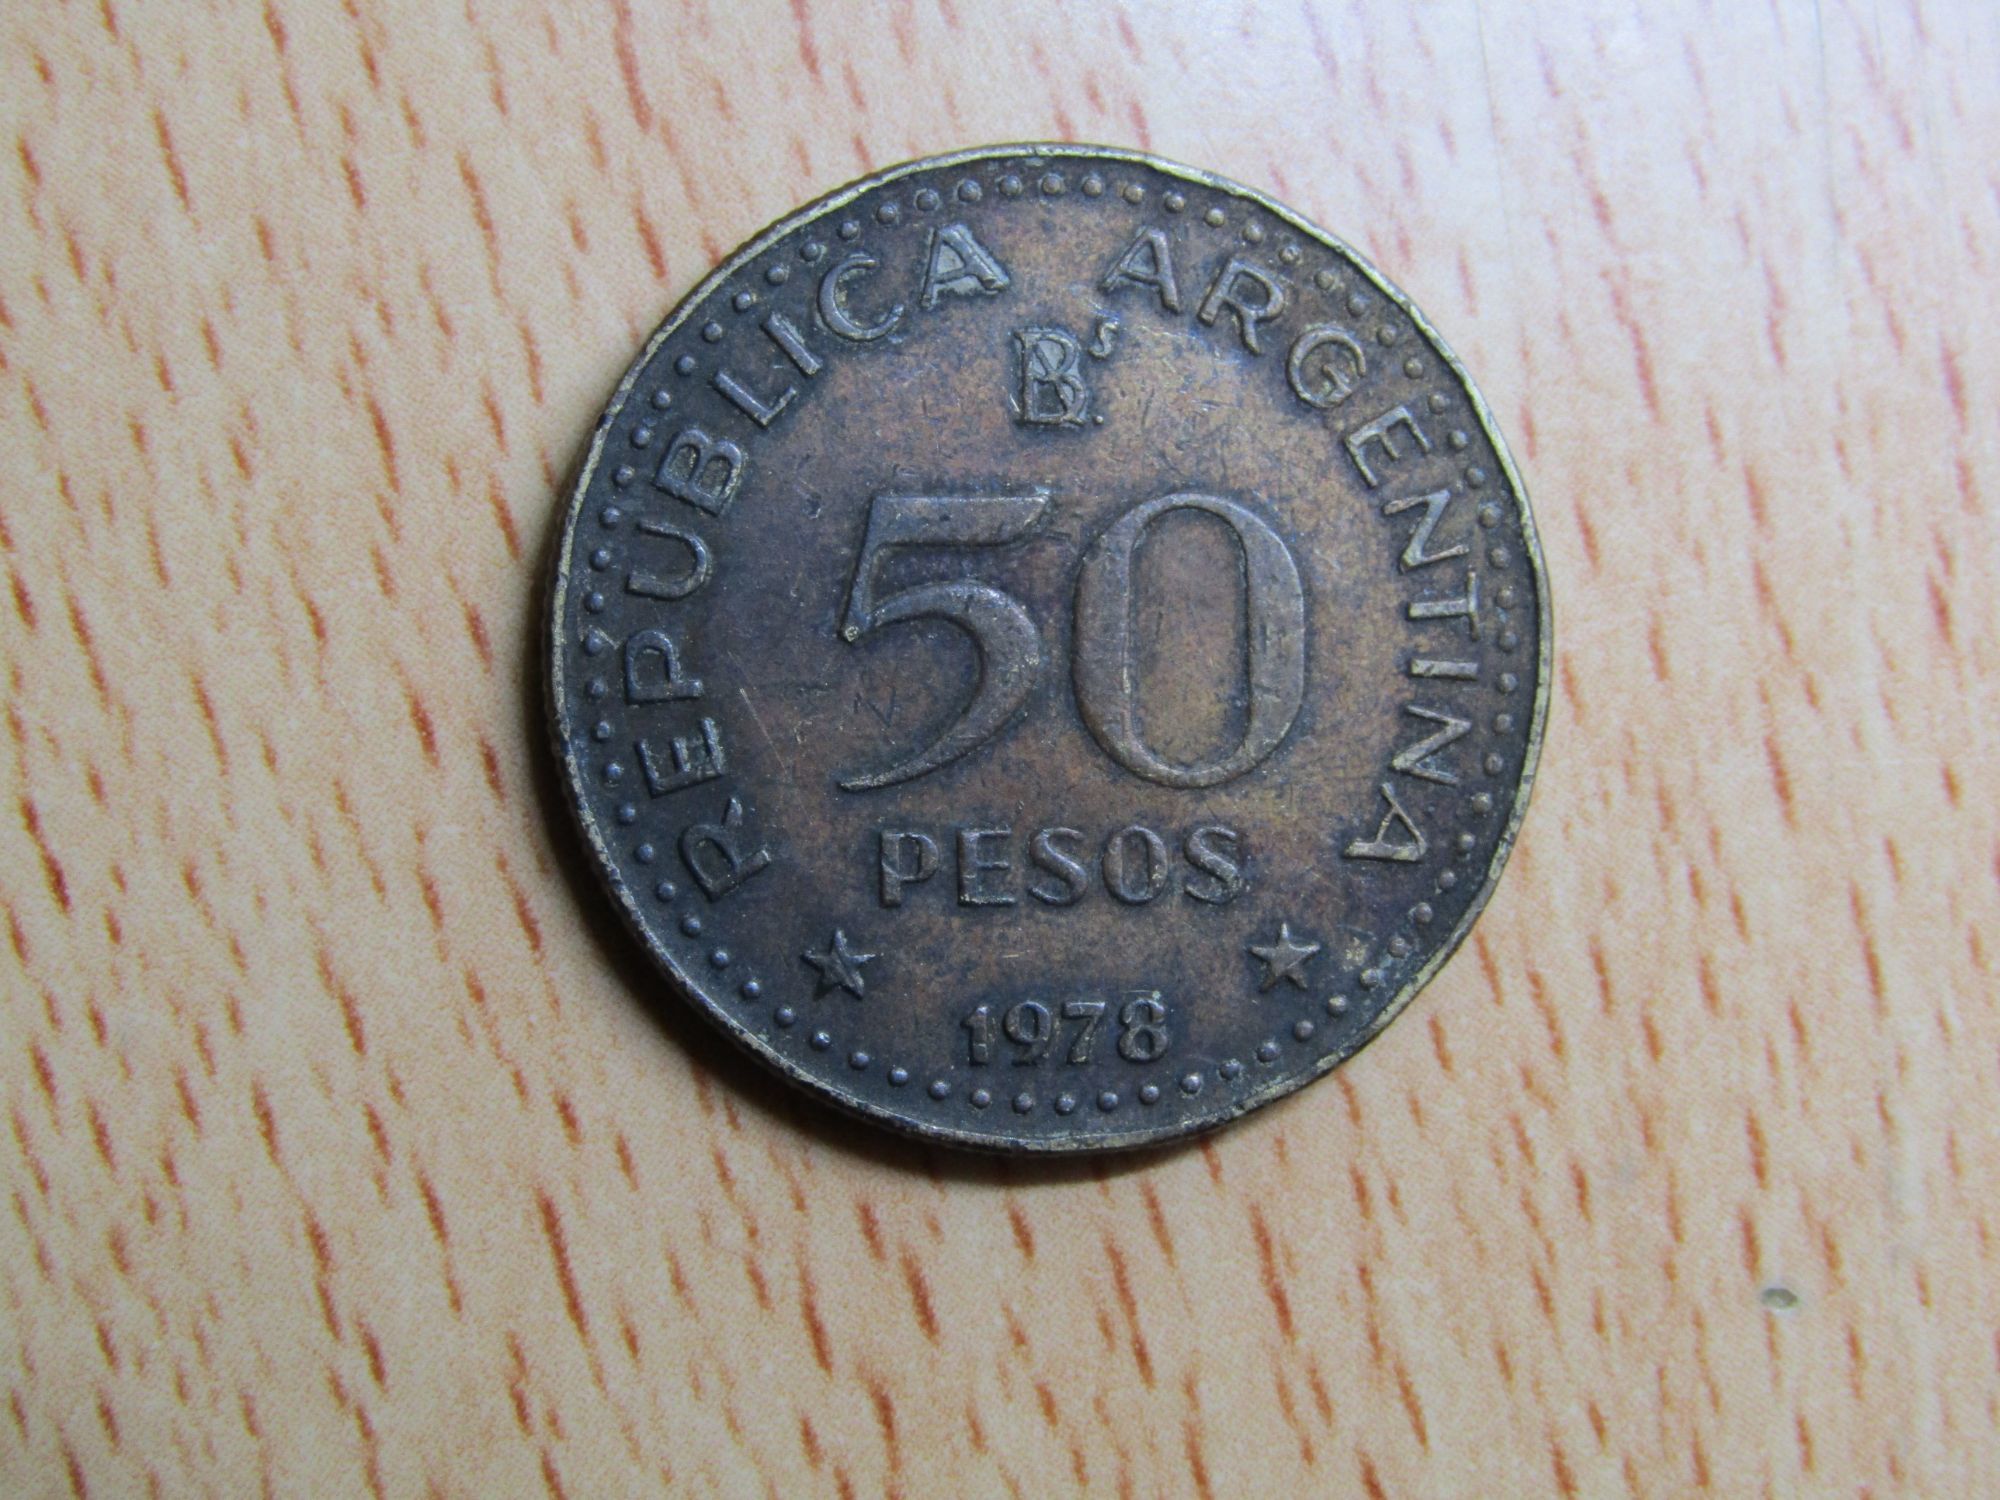 REPUBLICA ARGENTINA
Bs
50
PESOS
1978